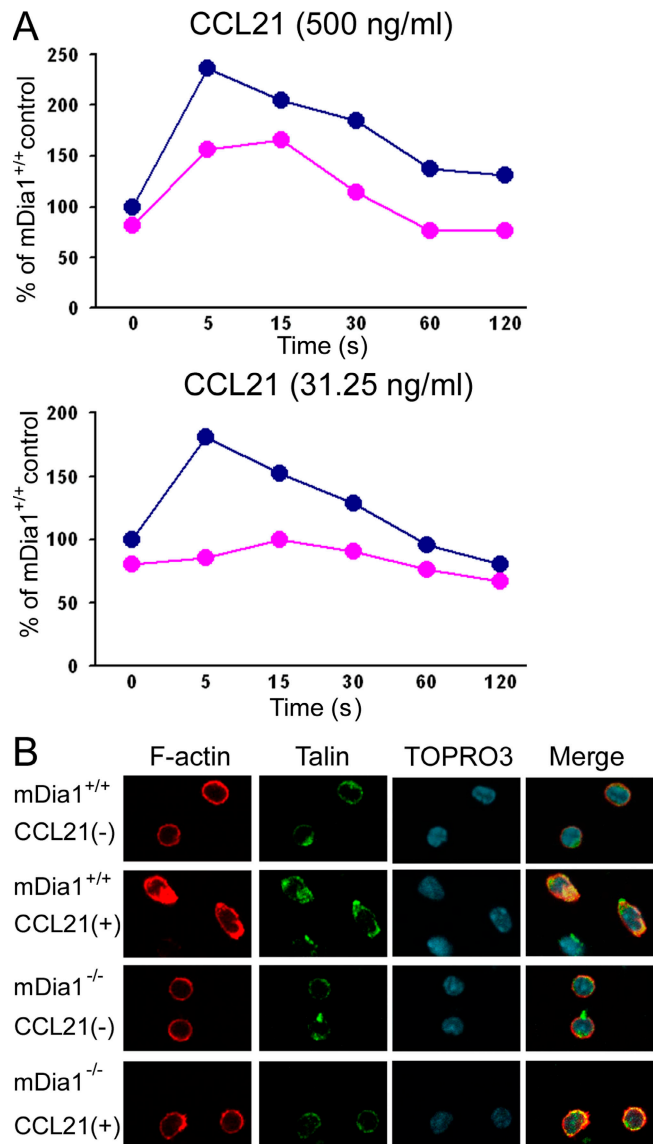 A
CCL21 (500 ng/ml)
% of mDia1+/+ control
250
200
150
100
50
0
0 5 15 30 60 120
Time (s)
CCL21 (31.25 ng/ml)
% of mDia1+/+ control
200
150
100
50
0
0 5 15 30 60 120
Time (s)
B
F-actin Talin TOPRO3 Merge
mDia1+/+
CCL21(-)
mDia1+/+
CCL21(+)
mDia1-/-
CCL21(-)
mDia1-/-
CCL21(+)